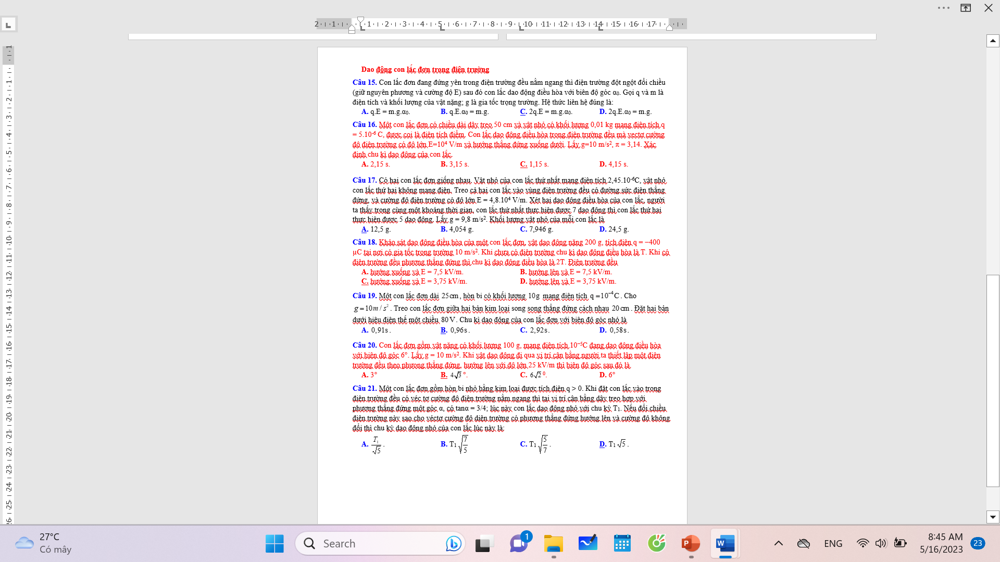 2 1 1 2 3 4 5 6 7 8 9 10 11 12 13 14 15 16 17
Dao động con lắc đơn trong điện trường
Câu 15. Con lắc đơn đang đứng yên trong điện trường đều nằm ngang thì điện trường đột ngột đổi chiều
(giữ nguyên phương và cường độ E) sau đó con lắc dao động điều hòa với biên độ góc α₀. Gọi q và m là
điện tích và khối lượng của vật nặng; g là gia tốc trọng trường. Hệ thức liên hệ đúng là:
A. q.E = m.g.α₀. B. q.E.α₀ = m.g. C. 2q.E = m.g.α₀. D. 2q.E.α₀ = m.g.
Câu 16. Một con lắc đơn có chiều dài dây treo 50 cm và vật nhỏ có khối lượng 0,01 kg mang điện tích q
= 5.10⁻⁶ C, được coi là điện tích điểm. Con lắc dao động điều hòa trong điện trường đều mà vectơ cường
độ điện trường có độ lớn E=10⁴ V/m và hướng thẳng đứng xuống dưới. Lấy g=10 m/s², π = 3,14. Xác
định chu kì dao động của con lắc.
A. 2,15 s. B. 3,15 s. C. 1,15 s. D. 4,15 s.
Câu 17. Có hai con lắc đơn giống nhau. Vật nhỏ của con lắc thứ nhất mang điện tích 2,45.10⁻⁶C, vật nhỏ
con lắc thứ hai không mang điện. Treo cả hai con lắc vào vùng điện trường đều có đường sức điện thẳng
đứng, và cường độ điện trường có độ lớn E = 4,8.10⁴ V/m. Xét hai dao động điều hòa của con lắc, người
ta thấy trong cùng một khoảng thời gian, con lắc thứ nhất thực hiện được 7 dao động thì con lắc thứ hai
thực hiện được 5 dao động. Lấy g = 9,8 m/s². Khối lượng vật nhỏ của mỗi con lắc là
A. 12,5 g. B. 4,054 g. C. 7,946 g. D. 24,5 g.
Câu 18. Khảo sát dao động điều hòa của một con lắc đơn, vật dao động nặng 200 g, tích điện q = −400
μC tại nơi có gia tốc trọng trường 10 m/s². Khi chưa có điện trường chu kì dao động điều hòa là T. Khi có
điện trường đều phương thẳng đứng thì chu kì dao động điều hòa là 2T. Điện trường đều
A. hướng xuống và E = 7,5 kV/m. B. hướng lên và E = 7,5 kV/m.
C. hướng xuống và E = 3,75 kV/m. D. hướng lên và E = 3,75 kV/m.
Câu 19. Một con lắc đơn dài 25cm, hòn bi có khối lượng 10g mang điện tích q =10⁻⁴C. Cho
g =10m / s². Treo con lắc đơn giữa hai bản kim loại song song thẳng đứng cách nhau 20cm. Đặt hai bản
dưới hiệu điện thế một chiều 80V. Chu kì dao động của con lắc đơn với biên độ góc nhỏ là
A. 0,91s. B. 0,96s. C. 2,92s. D. 0,58s.
Câu 20. Con lắc đơn gồm vật nặng có khối lượng 100 g, mang điện tích 10⁻⁵C đang dao động điều hòa
với biên độ góc 6°. Lấy g = 10 m/s². Khi vật dao động đi qua vị trí cân bằng người ta thiết lập một điện
trường đều theo phương thẳng đứng, hướng lên với độ lớn 25 kV/m thì biên độ góc sau đó là
A. 3° B. 4√3 °. C. 6√2 ⁰. D. 6°
Câu 21. Một con lắc đơn gồm hòn bi nhỏ bằng kim loại được tích điện q > 0. Khi đặt con lắc vào trong
điện trường đều có véc tơ cường độ điện trường nằm ngang thì tại vị trí cân bằng dây treo hợp với
phương thẳng đứng một góc α, có tanα = 3/4; lúc này con lắc dao động nhỏ với chu kỳ T₁. Nếu đổi chiều
điện trường này sao cho véctơ cường độ diện trường có phương thẳng đứng hướng lên và cường độ không
đổi thì chu kỳ dao động nhỏ của con lắc lúc này là:
A. T₁/√5. B. T₁√(7/5) C. T₁√(5/7). D. T₁√5.
27°C
Có mây
Search
1
ENG
8:45 AM
5/16/2023
23